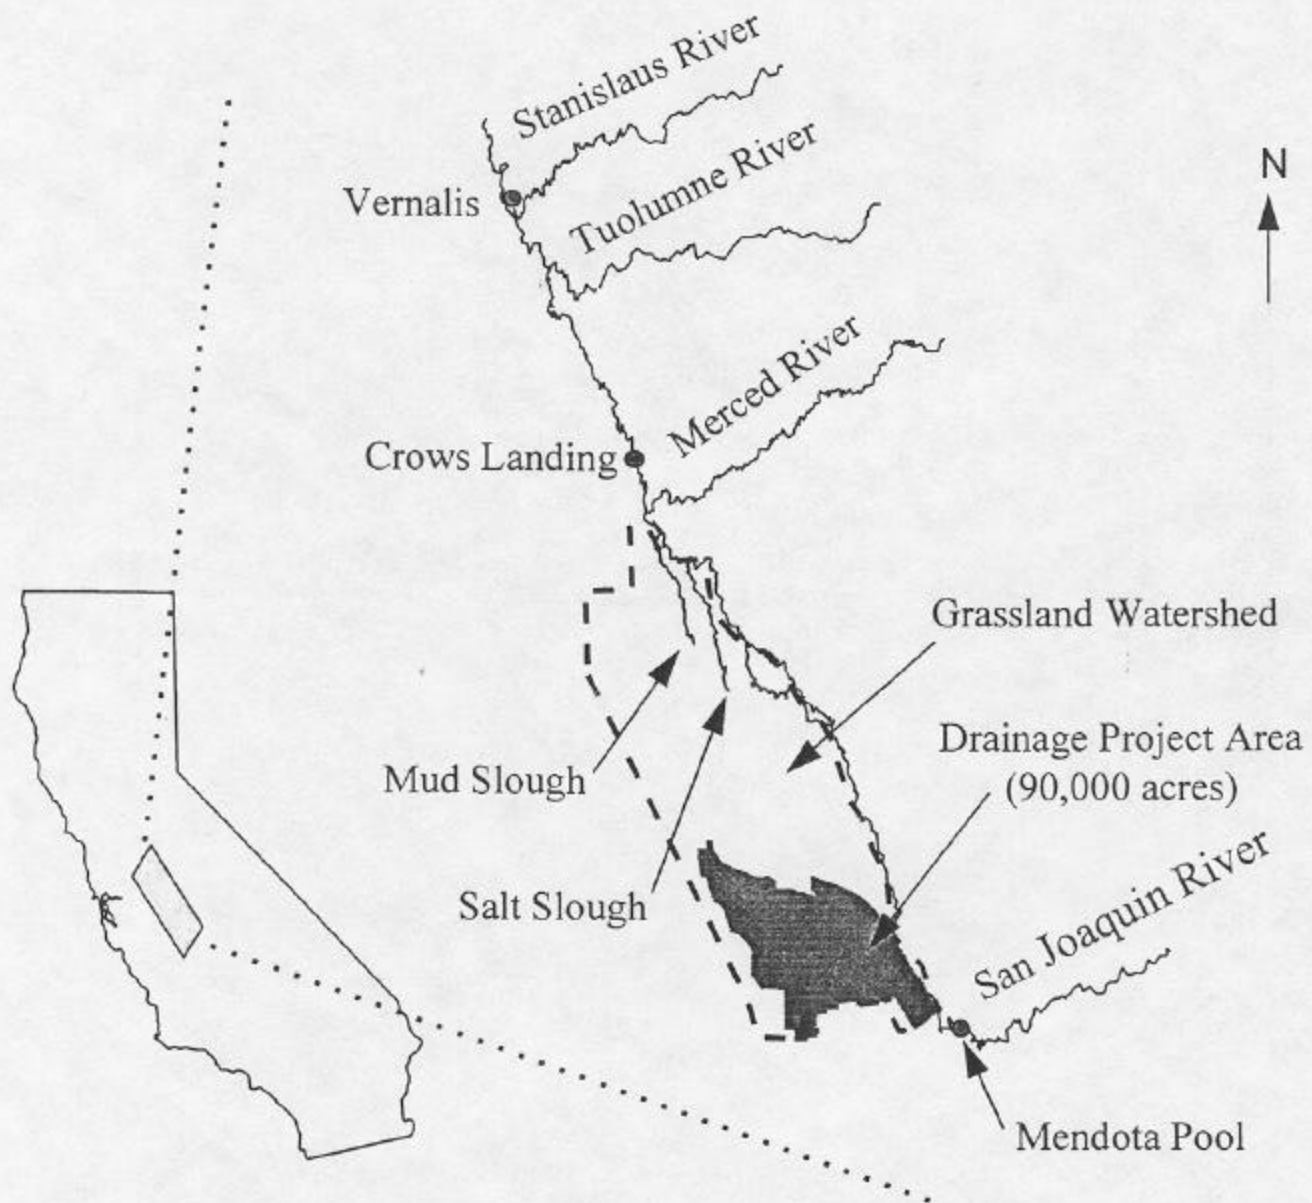 Stanislaus River
Tuolumne River
N
Vernalis
Merced River
Crows Landing
Grassland Watershed
Drainage Project Area
(90,000 acres)
Mud Slough
Salt Slough
San Joaquin River
Mendota Pool